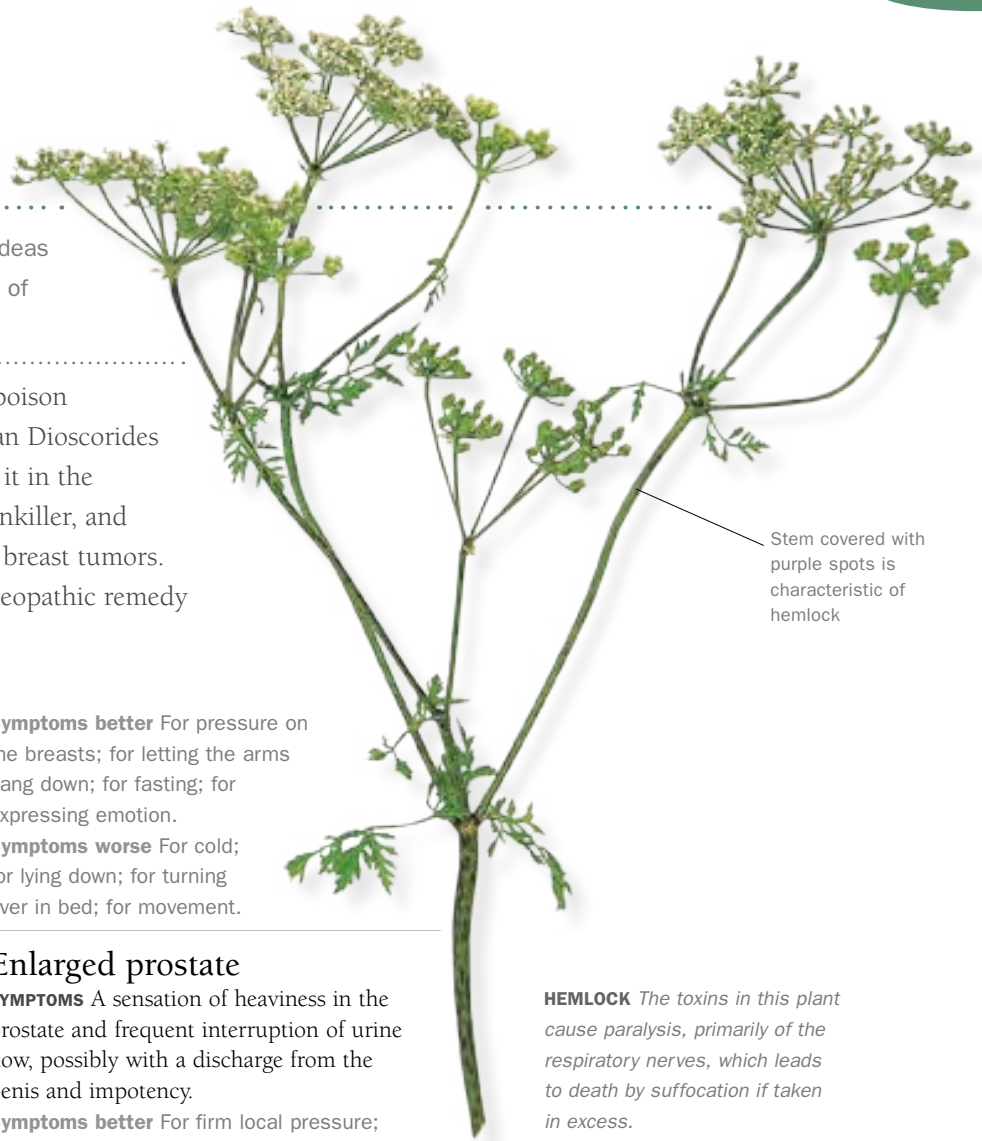 deas
of
poison
an Dioscorides
it in the
nkiller, and
breast tumors.
eopathic remedy
Stem covered with
purple spots is
characteristic of
hemlock
ymptoms better For pressure on
he breasts; for letting the arms
ang down; for fasting; for
xpressing emotion.
ymptoms worse For cold;
or lying down; for turning
ver in bed; for movement.
Enlarged prostate
YMPTOMS A sensation of heaviness in the
prostate and frequent interruption of urine
low, possibly with a discharge from the
penis and impotency.
ymptoms better For firm local pressure;
HEMLOCK The toxins in this plant
cause paralysis, primarily of the
respiratory nerves, which leads
to death by suffocation if taken
in excess.